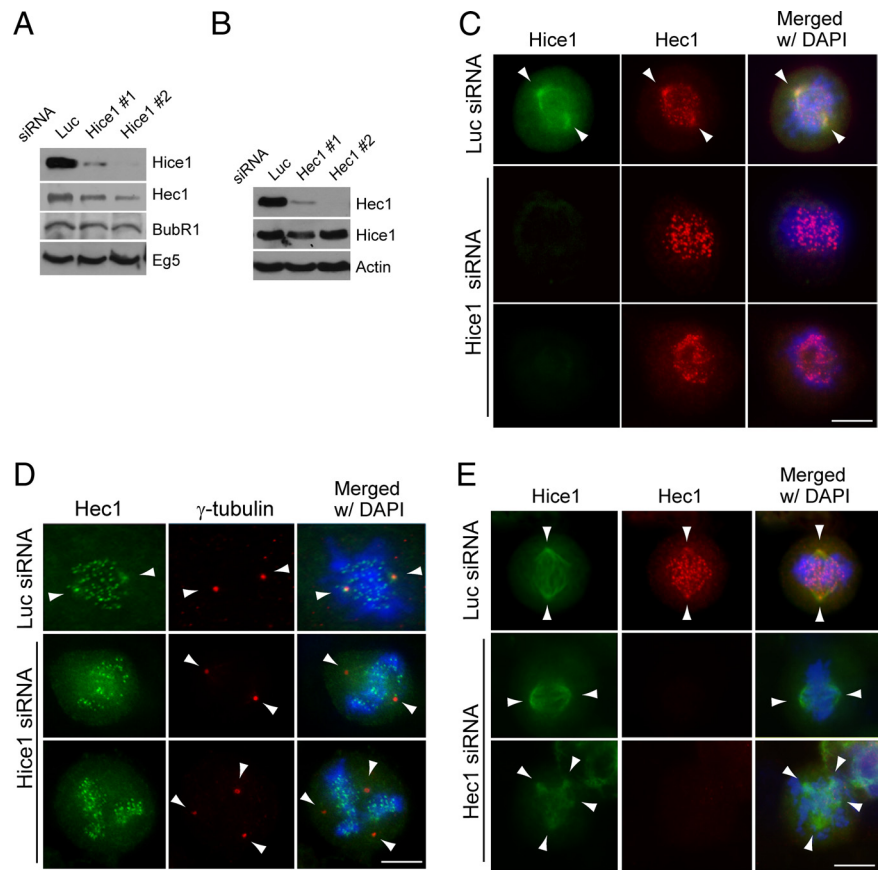 A
siRNA
Luc
Hice1 #1
Hice1 #2
Hice1
Hec1
BubR1
Eg5
B
siRNA
Luc
Hec1 #1
Hec1 #2
Hec1
Hice1
Actin
C
Hice1
Hec1
Merged
w/ DAPI
Luc siRNA
Hice1 siRNA
D
Hec1
γ-tubulin
Merged
w/ DAPI
Luc siRNA
Hice1 siRNA
E
Hice1
Hec1
Merged
w/ DAPI
Luc siRNA
Hec1 siRNA